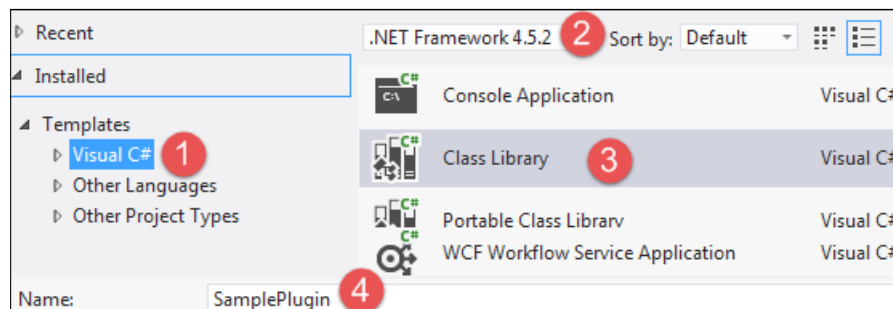 Recent
.NET Framework 4.5.2 2 Sort by: Default
Installed
C#
C:\
Console Application Visual C#
Templates
Visual C# 1
C#
Class Library 3 Visual C#
Other Languages
Other Project Types
C#
Portable Class Library Visual C#
C#
WCF Workflow Service Application Visual C#
Name: SamplePlugin 4